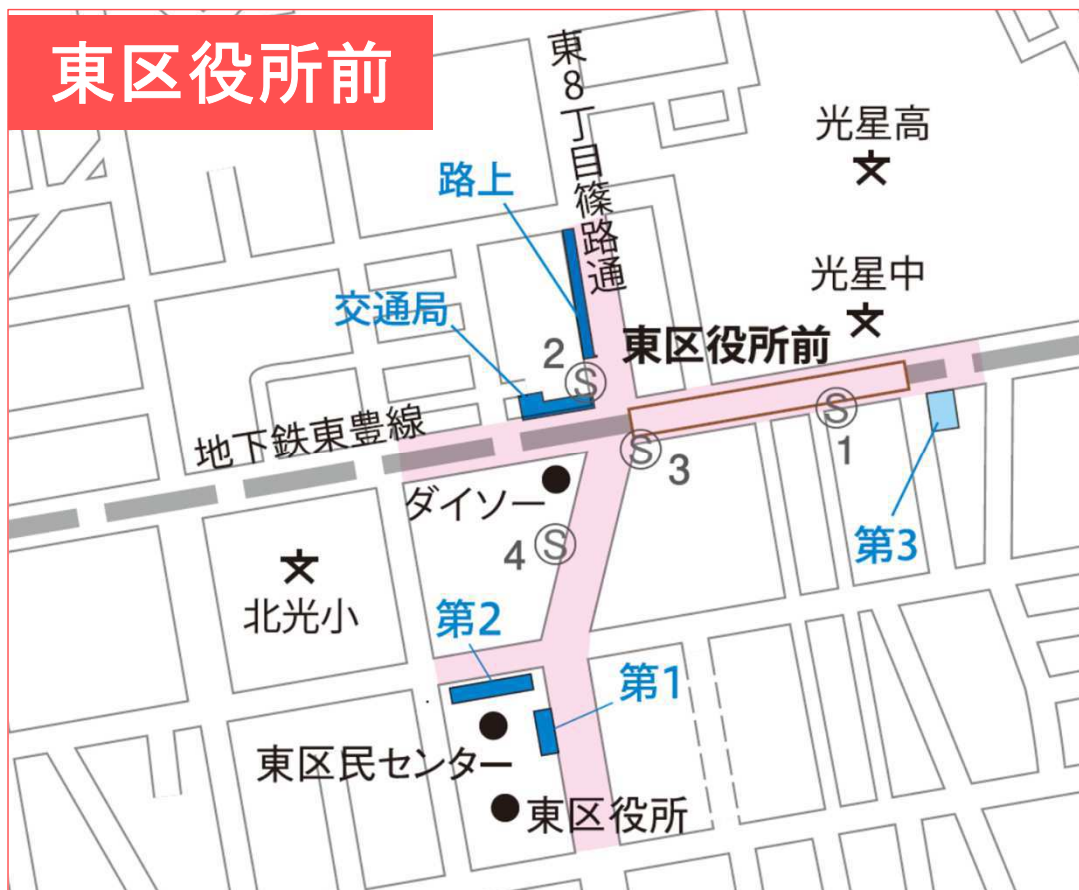 東区役所前
東8丁目篠路通
光星高
路上
光星中
交通局
2
S
東区役所前
地下鉄東豊線
S
1
S
3
ダイソー
第3
4
S
北光小
第2
第1
東区民センター
東区役所